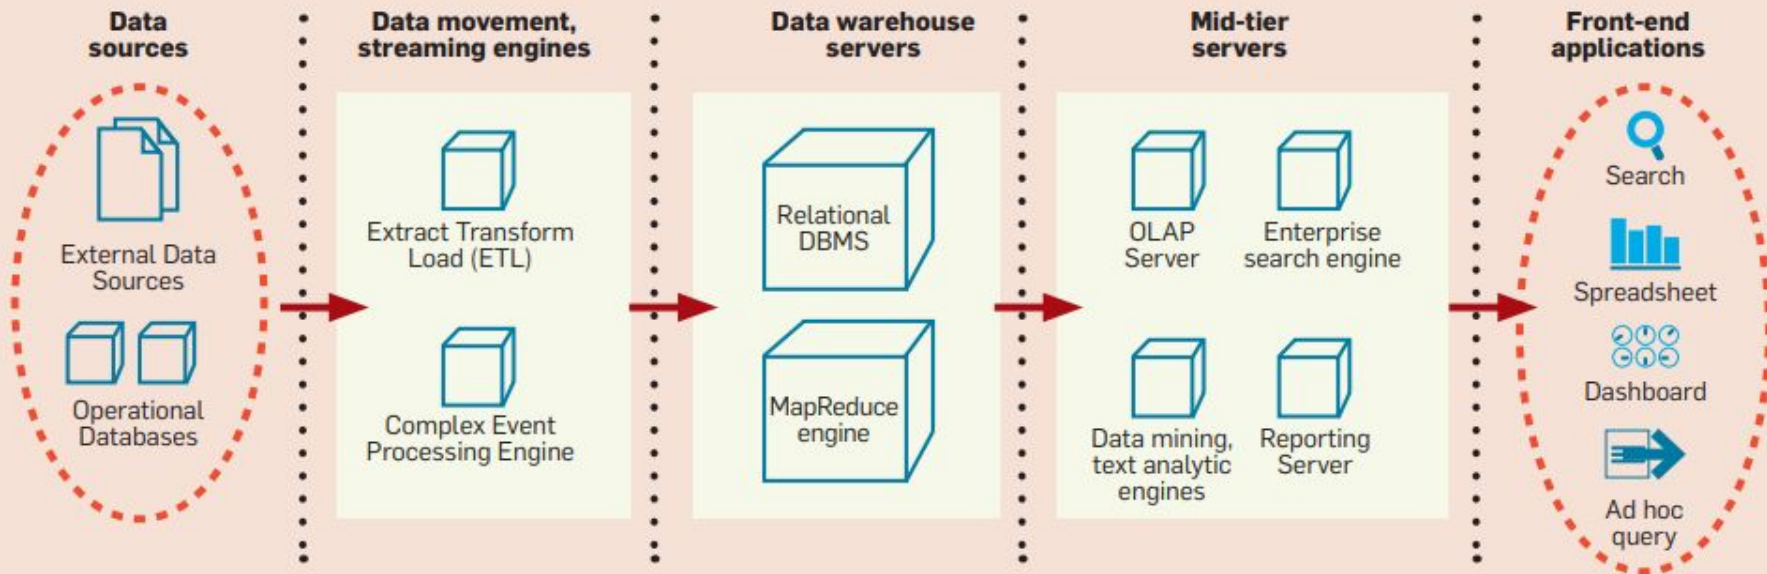 Data
sources
Data movement,
streaming engines
Data warehouse
servers
Mid-tier
servers
Front-end
applications
External Data
Sources
Operational
Databases
Extract Transform
Load (ETL)
Complex Event
Processing Engine
Relational
DBMS
MapReduce
engine
OLAP
Server
Enterprise
search engine
Data mining,
text analytic
engines
Reporting
Server
Search
Spreadsheet
Dashboard
Ad hoc
query